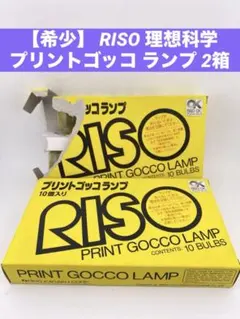 【希少】 RISO 理想科学
プリントゴッコ ランプ 2箱
ゴッコランプ
RISO
PRINT GOCCO LAMP
CONTENTS: 10 BULBS
プリントゴッコランプ
10個入り
RISO
PRINT GOCCO LAMP
CONTENTS: 10 BULBS
PRINT GOCCO LAMP